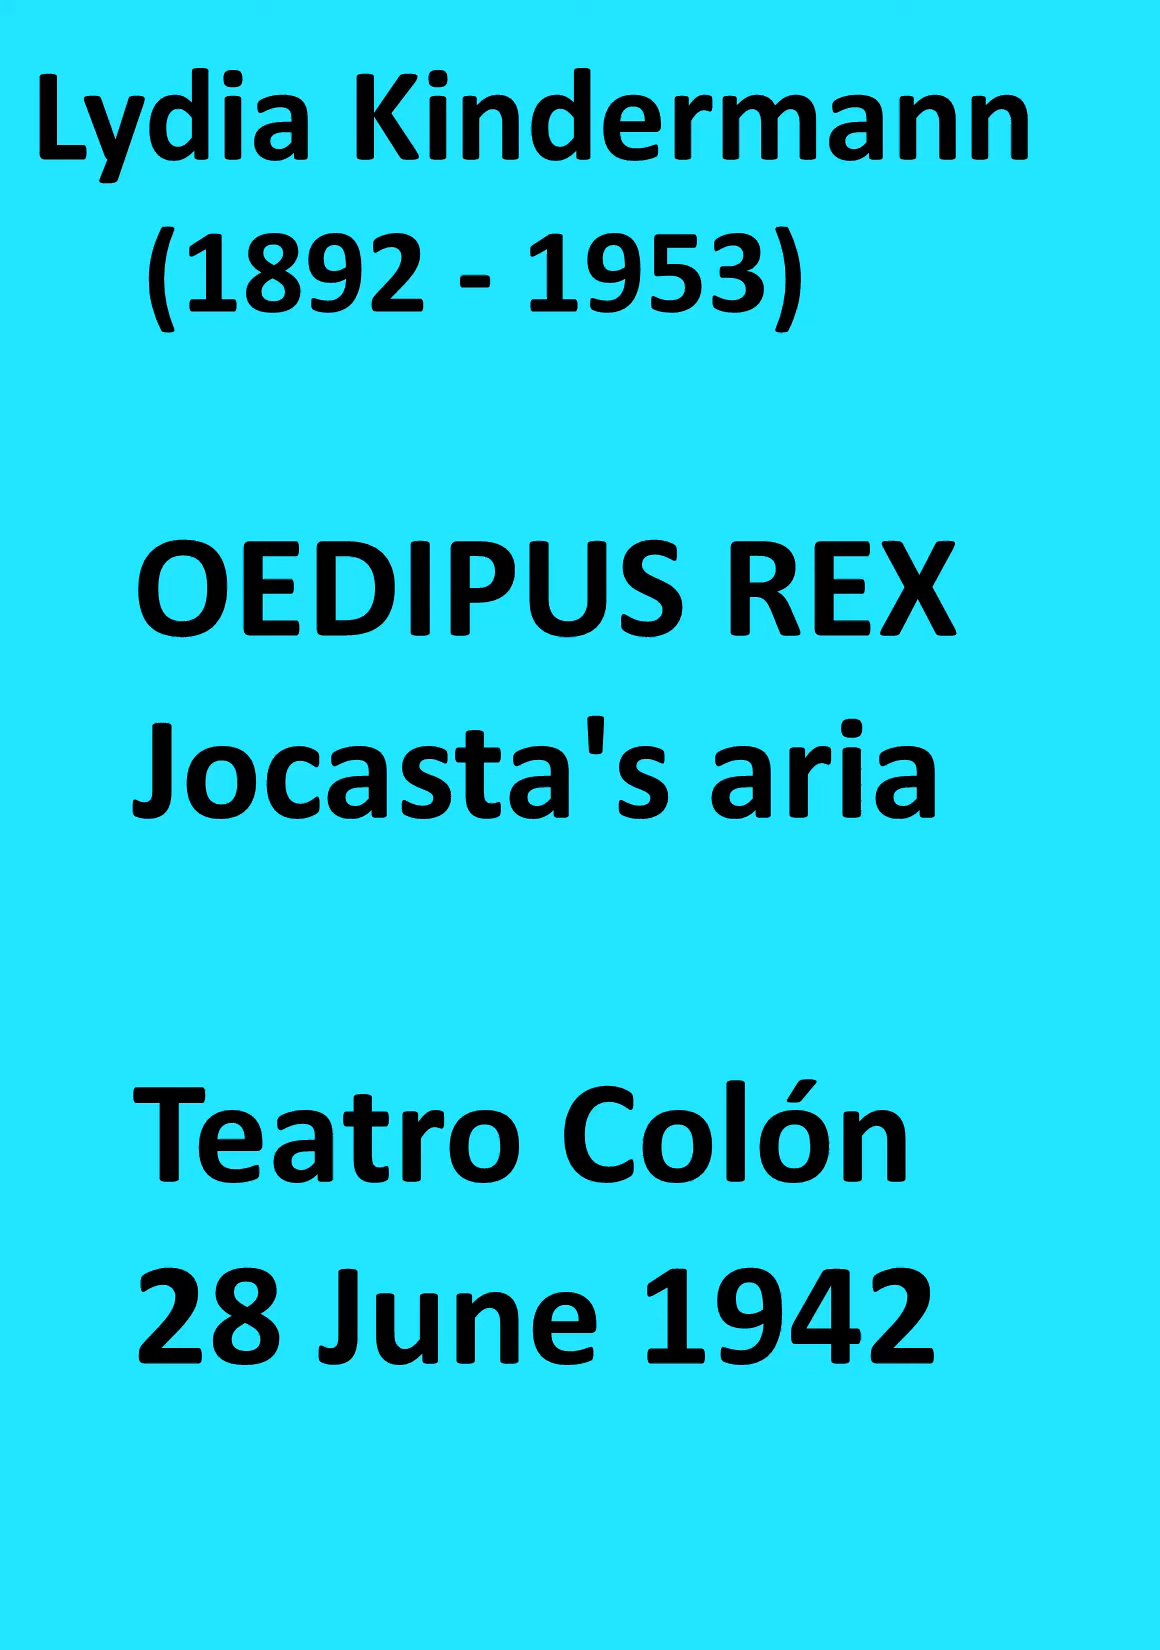 Lydia Kindermann
(1892 - 1953)
OEDIPUS REX
Jocasta's aria
Teatro Colón
28 June 1942